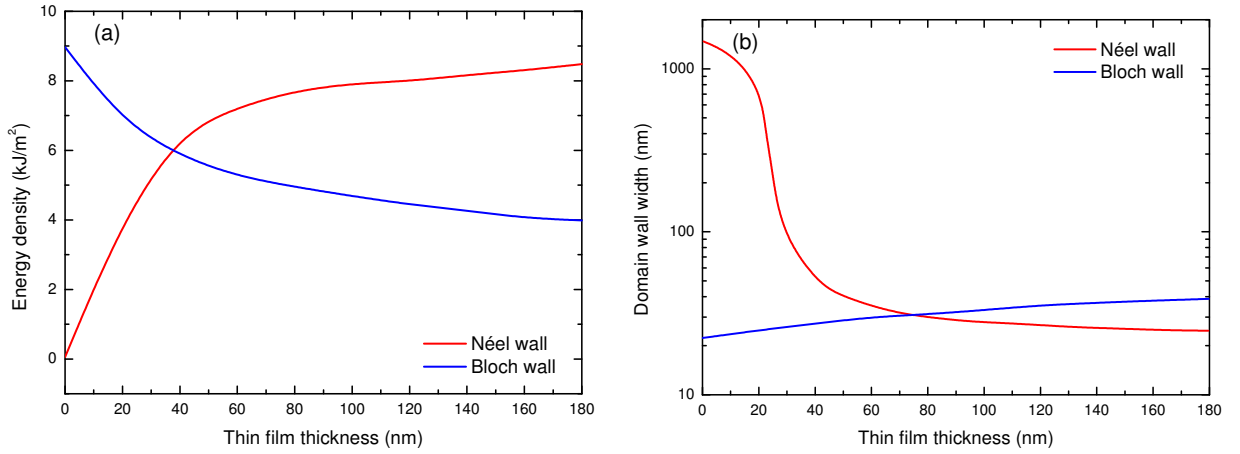 (a)
Energy density (kJ/m²)
10
8
6
4
2
0
0 20 40 60 80 100 120 140 160 180
Thin film thickness (nm)
Néel wall
Bloch wall
(b)
Domain wall width (nm)
1000
100
10
0 20 40 60 80 100 120 140 160 180
Thin film thickness (nm)
Néel wall
Bloch wall